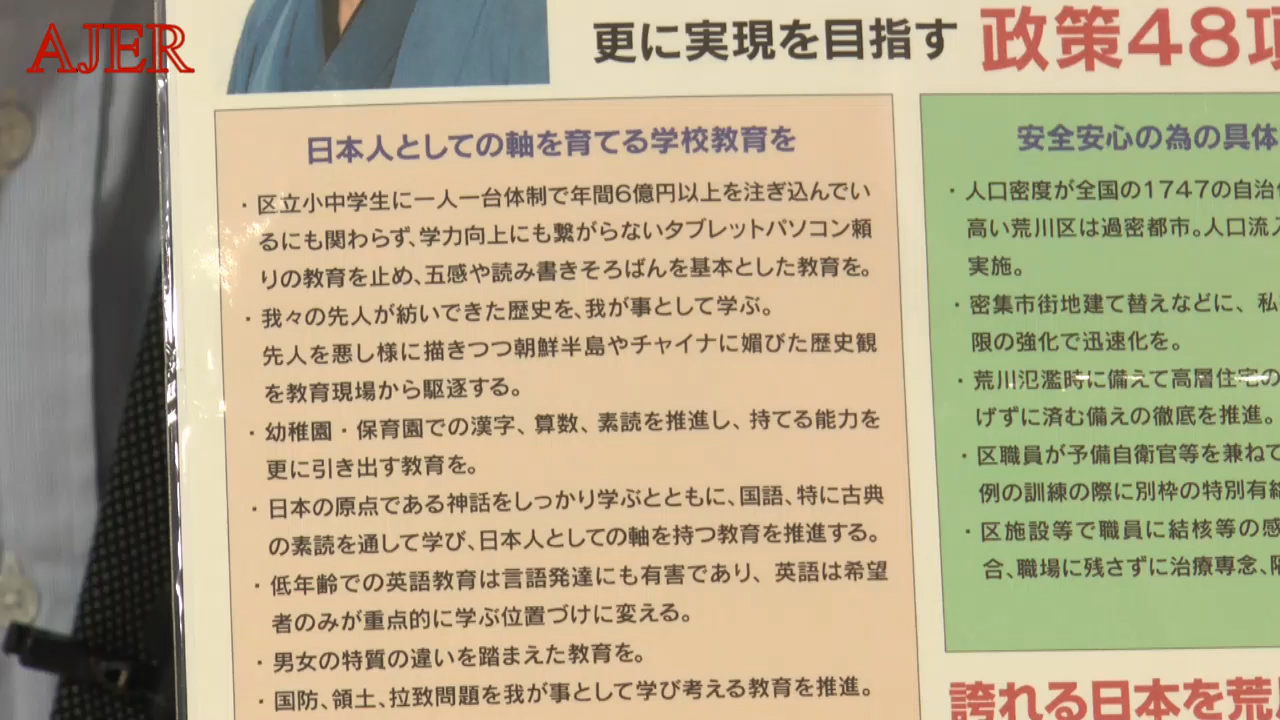 AJER
更に実現を目指す 政策48項
日本人としての軸を育てる学校教育を
・区立小中学生に一人一台体制で年間6億円以上を注ぎ込んでい
るにも関わらず、学力向上にも繋がらないタブレットパソコン頼
りの教育を止め、五感や読み書きそろばんを基本とした教育を。
・我々の先人が紡いできた歴史を、我が事として学ぶ。
先人を悪し様に描きつつ朝鮮半島やチャイナに媚びた歴史観
を教育現場から駆逐する。
・幼稚園・保育園での漢字、算数、素読を推進し、持てる能力を
更に引き出す教育を。
・日本の原点である神話をしっかり学ぶとともに、国語、特に古典
の素読を通して学び、日本人としての軸を持つ教育を推進する。
・低年齢での英語教育は言語発達にも有害であり、英語は希望
者のみが重点的に学ぶ位置づけに変える。
・男女の特質の違いを踏まえた教育を。
・国防、領土、拉致問題を我が事として学び考える教育を推進。
安全安心の為の具体
・人口密度が全国の1747の自治体
高い荒川区は過密都市。人口流入
実施。
・密集市街地建て替えなどに、私
限の強化で迅速化を。
・荒川氾濫時に備えて高層住宅の
げずに済む備えの徹底を推進。
・区職員が予備自衛官等を兼ねて
例の訓練の際に別枠の特別有給
・区施設等で職員に結核等の感
合、職場に残さずに治療専念、隔
誇れる日本を荒川